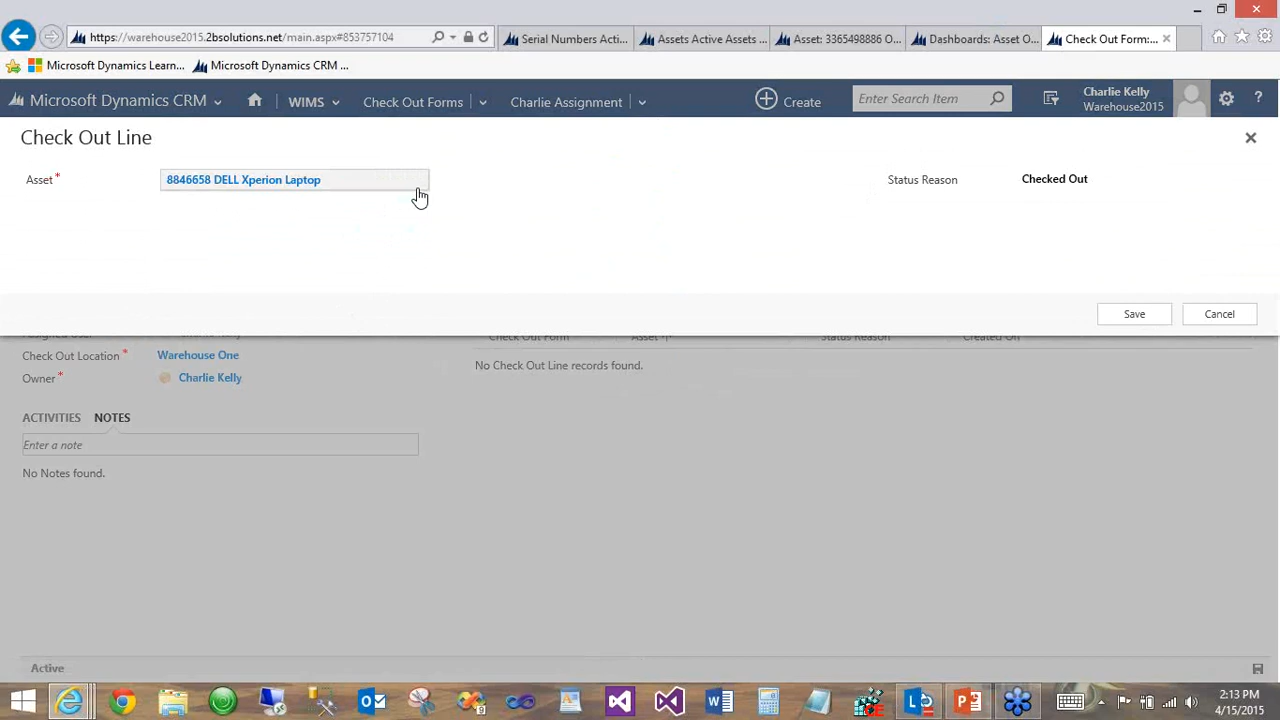 https://warehouse2015.2bsolutions.net/main.aspx#853757104
Serial Numbers Acti...
Assets Active Assets ...
Asset: 3365498886 O...
Dashboards: Asset O...
Check Out Form:...
Microsoft Dynamics Learn...
Microsoft Dynamics CRM ...
Microsoft Dynamics CRM
WIMS
Check Out Forms
Charlie Assignment
Create
Enter Search Item
Charlie Kelly
Warehouse2015
?
Check Out Line
Asset *
8846658 DELL Xperion Laptop
Status Reason
Checked Out
Save
Cancel
Check Out Form
Asset
Status Reason
Created On
Check Out Location *
Warehouse One
No Check Out Line records found.
Owner *
Charlie Kelly
ACTIVITIES
NOTES
Enter a note
No Notes found.
Active
2:13 PM
4/15/2015